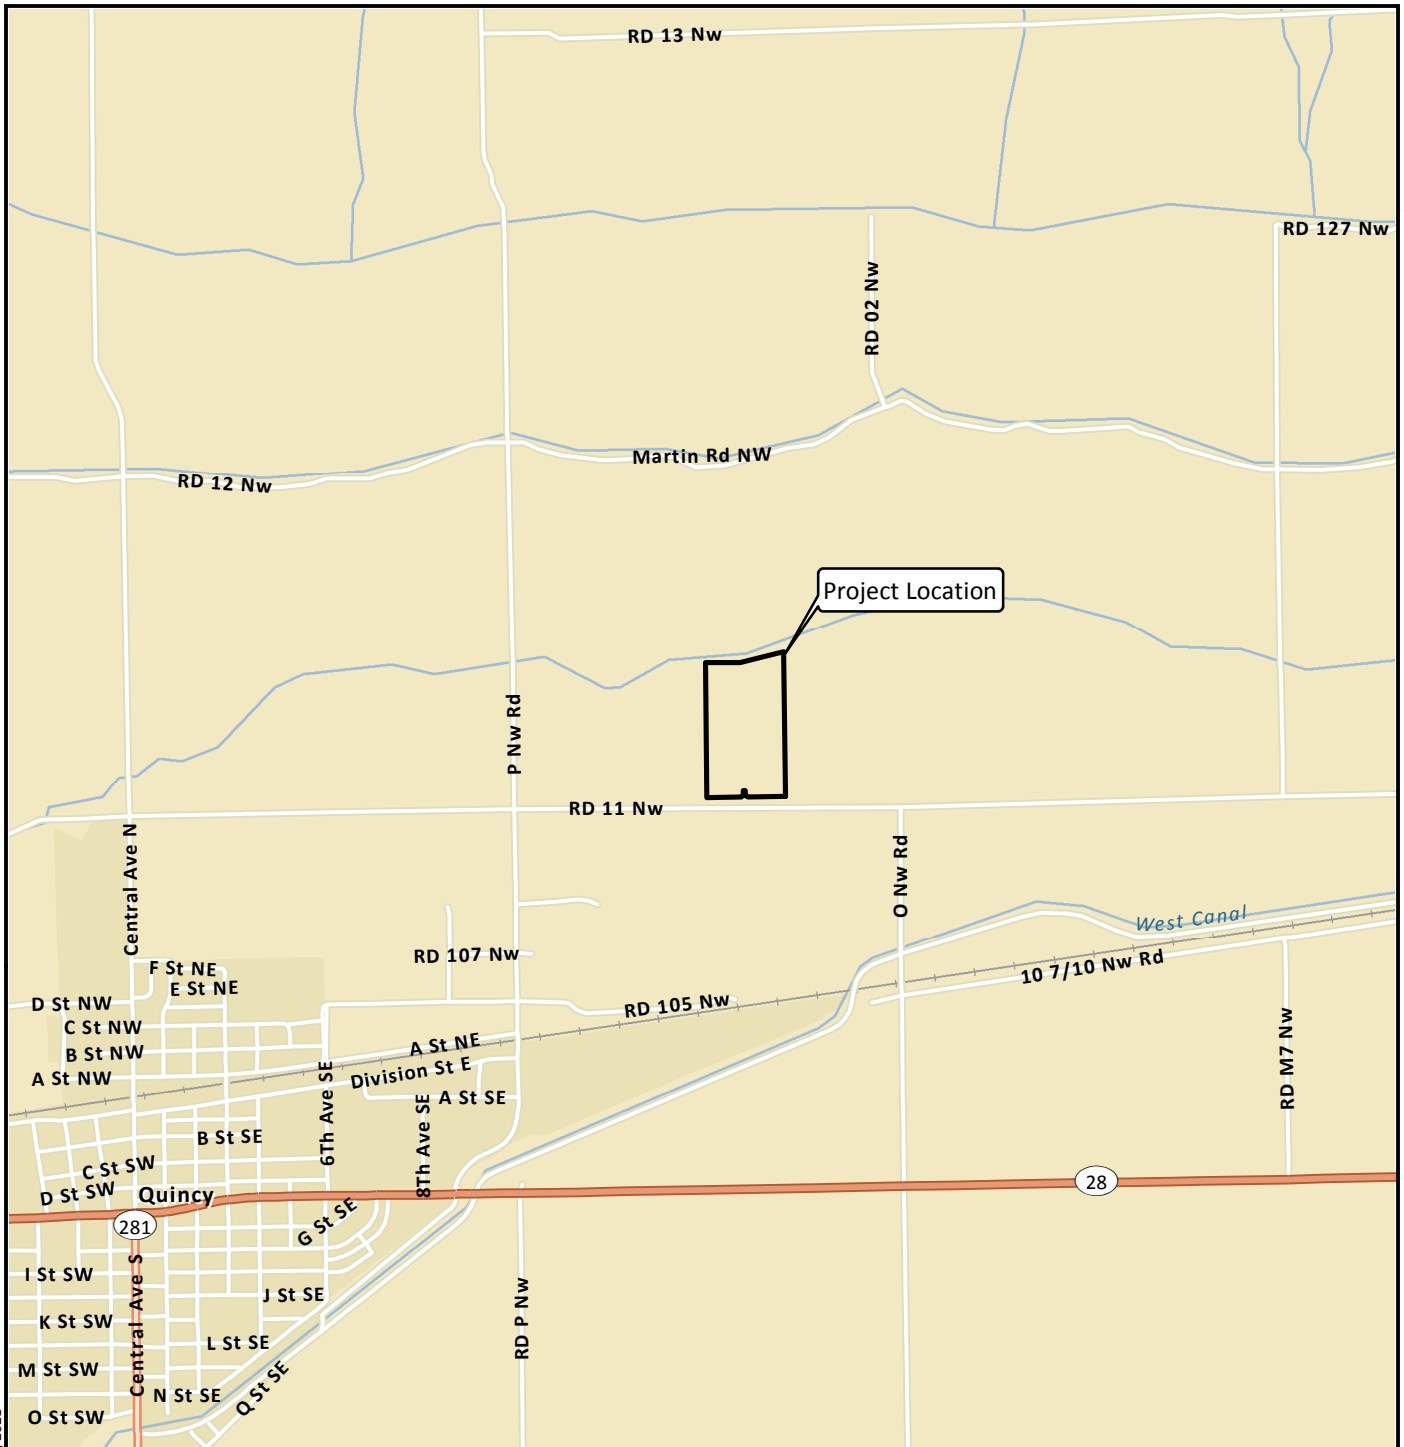 RD 13 Nw
RD 127 Nw
RD 02 Nw
Martin Rd NW
RD 12 Nw
Project Location
P Nw Rd
RD 11 Nw
Central Ave N
O Nw Rd
West Canal
RD 107 Nw
10 7/10 Nw Rd
F St NE
E St NE
D St NW
RD 105 Nw
C St NW
A St NE
B St NW
RD M7 Nw
A St NW
Division St E
6Th Ave SE
A St SE
8Th Ave SE
B St SE
C St SW
D St SW
Quincy
28
281
G St SE
I St SW
Central Ave S
J St SE
RD P Nw
K St SW
L St SE
M St SW
Q St SE
N St SE
O St SW